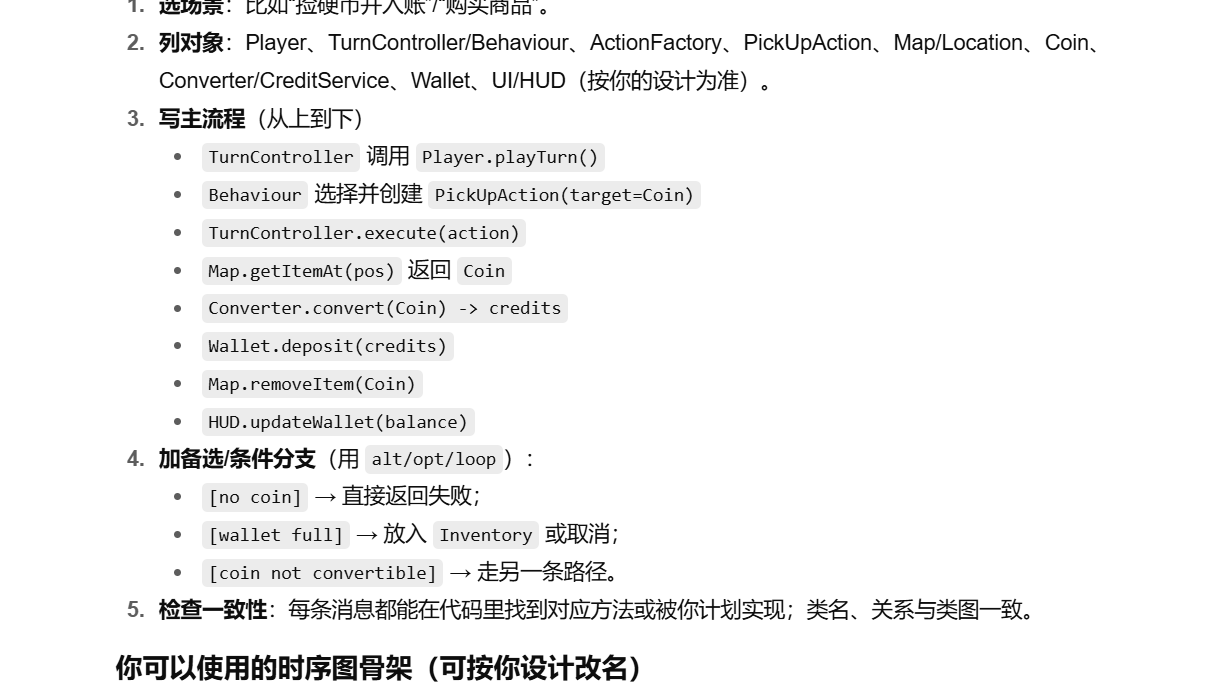 1. 选场景：比如“捡硬币并入账”/“购买商品”。
2. 列对象：Player、TurnController/Behaviour、ActionFactory、PickUpAction、Map/Location、Coin、
Converter/CreditService、Wallet、UI/HUD（按你的设计为准）。
3. 写主流程（从上到下）
• TurnController 调用 Player.playTurn()
• Behaviour 选择并创建 PickUpAction(target=Coin)
• TurnController.execute(action)
• Map.getItemAt(pos) 返回 Coin
• Converter.convert(Coin) -> credits
• Wallet.deposit(credits)
• Map.removeItem(Coin)
• HUD.updateWallet(balance)
4. 加备选/条件分支（用 alt/opt/loop）：
• [no coin] → 直接返回失败；
• [wallet full] → 放入 Inventory 或取消；
• [coin not convertible] → 走另一条路径。
5. 检查一致性：每条消息都能在代码里找到对应方法或被你计划实现；类名、关系与类图一致。
你可以使用的时序图骨架（可按你设计改名）